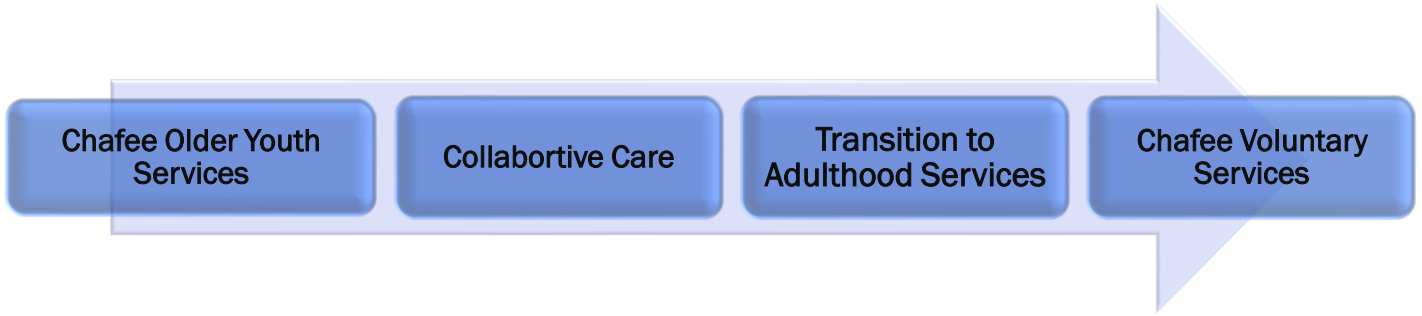 Chafee Older Youth
Services
Collabortive Care
Transition to
Adulthood Services
Chafee Voluntary
Services